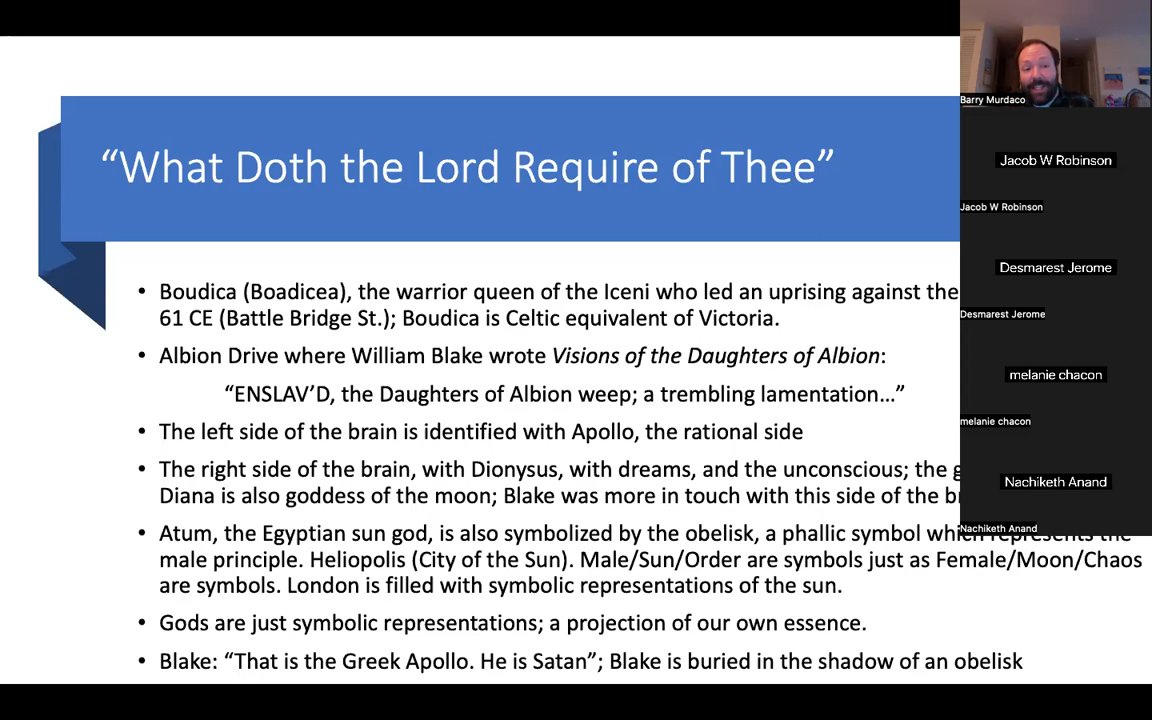 “What Doth the Lord Require of Thee”
• Boudica (Boadicea), the warrior queen of the Iceni who led an uprising against the
61 CE (Battle Bridge St.); Boudica is Celtic equivalent of Victoria.
• Albion Drive where William Blake wrote Visions of the Daughters of Albion:
“ENSLAV’D, the Daughters of Albion weep; a trembling lamentation…”
• The left side of the brain is identified with Apollo, the rational side
• The right side of the brain, with Dionysus, with dreams, and the unconscious; the
Diana is also goddess of the moon; Blake was more in touch with this side of the
• Atum, the Egyptian sun god, is also symbolized by the obelisk, a phallic symbol which represents the
male principle. Heliopolis (City of the Sun). Male/Sun/Order are symbols just as Female/Moon/Chaos
are symbols. London is filled with symbolic representations of the sun.
• Gods are just symbolic representations; a projection of our own essence.
• Blake: “That is the Greek Apollo. He is Satan”; Blake is buried in the shadow of an obelisk
Barry Murdaco
Jacob W Robinson
Jacob W Robinson
Desmarest Jerome
Desmarest Jerome
melanie chacon
melanie chacon
Nachiketh Anand
Nachiketh Anand